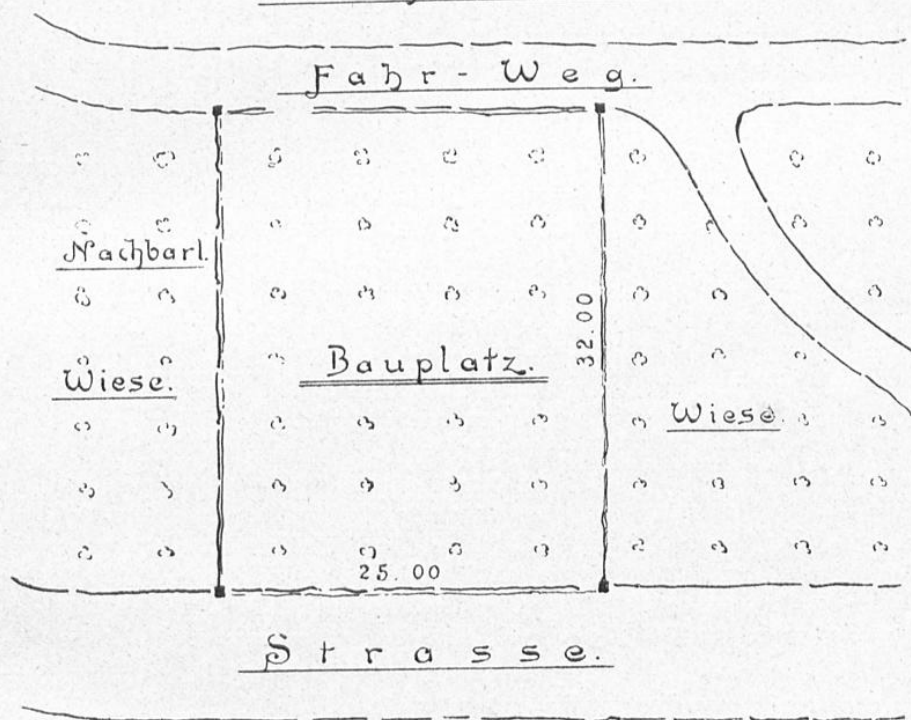 Fahr-Weg.
Nachbarl.
Wiese.
Bauplatz.
32.00
Wiese.
25.00
Strasse.